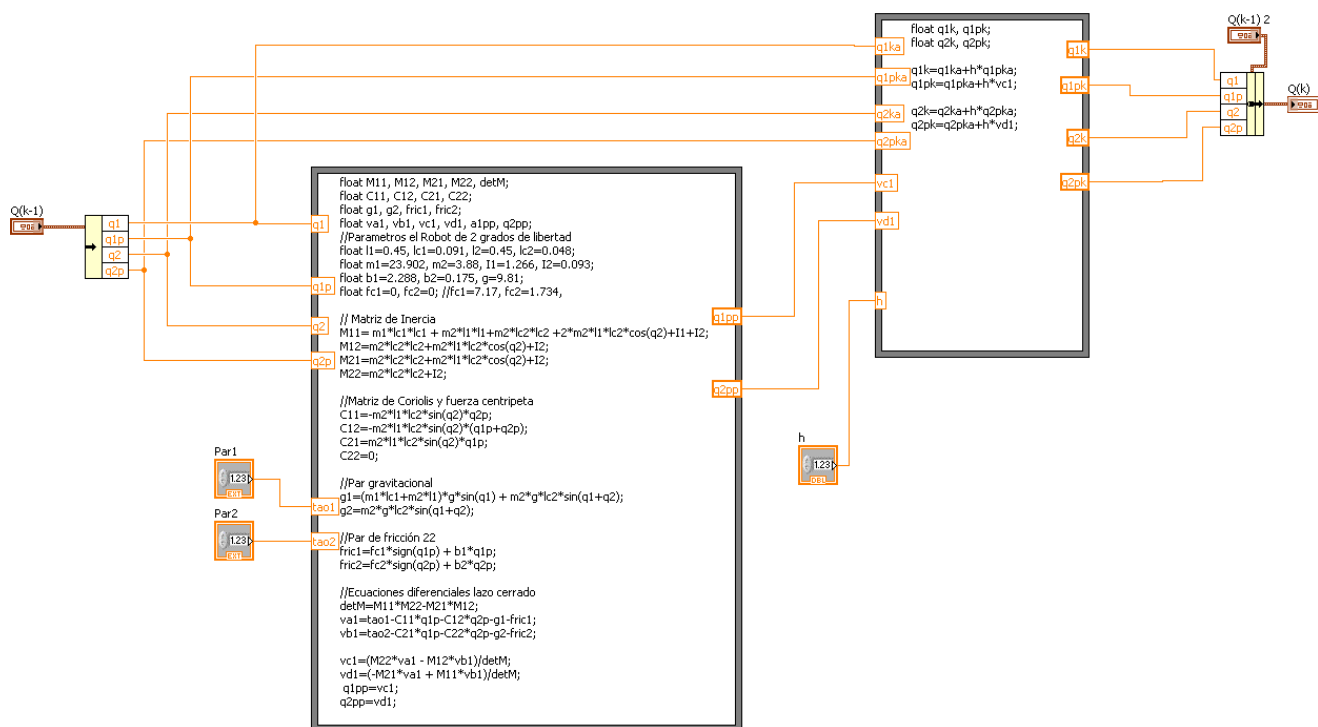 Q(k-1)
q1
q1p
q2
q2p
Par1
1.23
EXT
Par2
1.23
EXT
q1
q1p
q2
q2p
tao1
tao2
float M11, M12, M21, M22, detM;
float C11, C12, C21, C22;
float g1, g2, fric1, fric2;
float va1, vb1, vc1, vd1, a1pp, q2pp;
//Parametros el Robot de 2 grados de libertad
float l1=0.45, lc1=0.091, l2=0.45, lc2=0.048;
float m1=23.902, m2=3.88, I1=1.266, I2=0.093;
float b1=2.288, b2=0.175, g=9.81;
float fc1=0, fc2=0; //fc1=7.17, fc2=1.734,
// Matriz de Inercia
M11= m1*lc1*lc1 + m2*l1*l1+m2*lc2*lc2 +2*m2*l1*lc2*cos(q2)+I1+I2;
M12=m2*lc2*lc2+m2*l1*lc2*cos(q2)+I2;
M21=m2*lc2*lc2+m2*l1*lc2*cos(q2)+I2;
M22=m2*lc2*lc2+I2;
//Matriz de Coriolis y fuerza centripeta
C11=-m2*l1*lc2*sin(q2)*q2p;
C12=-m2*l1*lc2*sin(q2)*(q1p+q2p);
C21=m2*l1*lc2*sin(q2)*q1p;
C22=0;
//Par gravitacional
g1=(m1*lc1+m2*l1)*g*sin(q1) + m2*g*lc2*sin(q1+q2);
g2=m2*g*lc2*sin(q1+q2);
//Par de fricción 22
fric1=fc1*sign(q1p) + b1*q1p;
fric2=fc2*sign(q2p) + b2*q2p;
//Ecuaciones diferenciales lazo cerrado
detM=M11*M22-M21*M12;
va1=tao1-C11*q1p-C12*q2p-g1-fric1;
vb1=tao2-C21*q1p-C22*q2p-g2-fric2;
vc1=(M22*va1 - M12*vb1)/detM;
vd1=(-M21*va1 + M11*vb1)/detM;
q1pp=vc1;
q2pp=vd1;
q1pp
q2pp
h
1.23
DBL
q1ka
q1pka
q2ka
q2pka
vc1
vd1
h
float q1k, q1pk;
float q2k, q2pk;
q1k=q1ka+h*q1pka;
q1pk=q1pka+h*vc1;
q2k=q2ka+h*q2pka;
q2pk=q2pka+h*vd1;
q1k
q1pk
q2k
q2pk
Q(k-1) 2
q1
q1p
q2
q2p
Q(k)